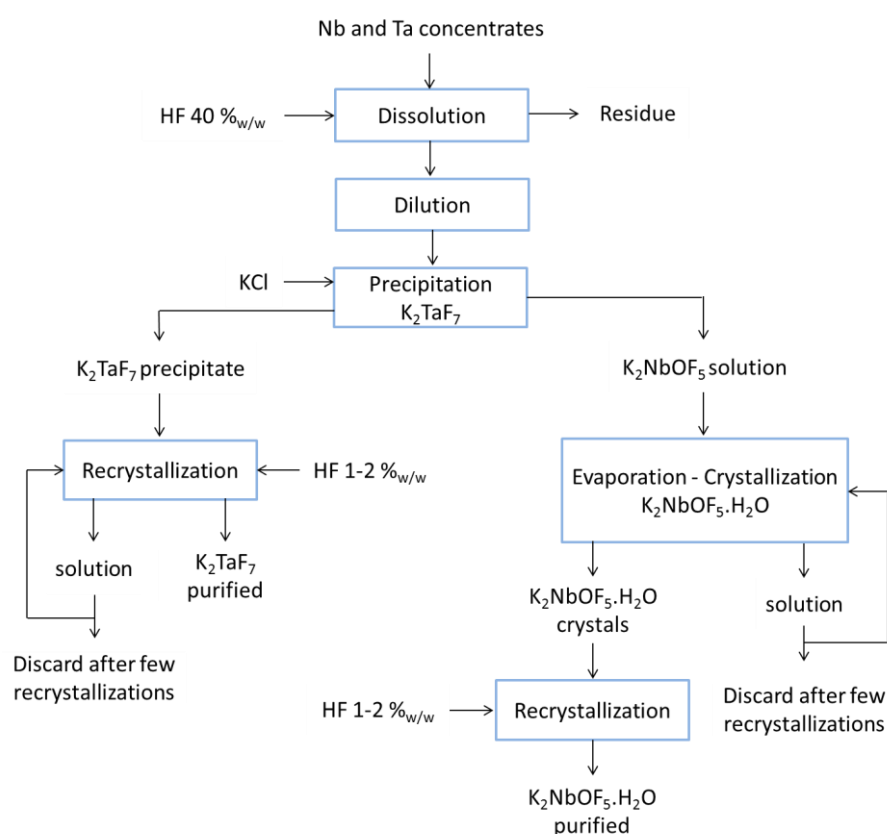 Nb and Ta concentrates
HF 40 %w/w
Dissolution
Residue
Dilution
KCl
Precipitation
K₂TaF₇
K₂TaF₇ precipitate
K₂NbOF₅ solution
Recrystallization
HF 1-2 %w/w
Evaporation - Crystallization
K₂NbOF₅.H₂O
solution
K₂TaF₇
purified
K₂NbOF₅.H₂O
crystals
solution
Discard after few
recrystallizations
HF 1-2 %w/w
Recrystallization
Discard after few
recrystallizations
K₂NbOF₅.H₂O
purified